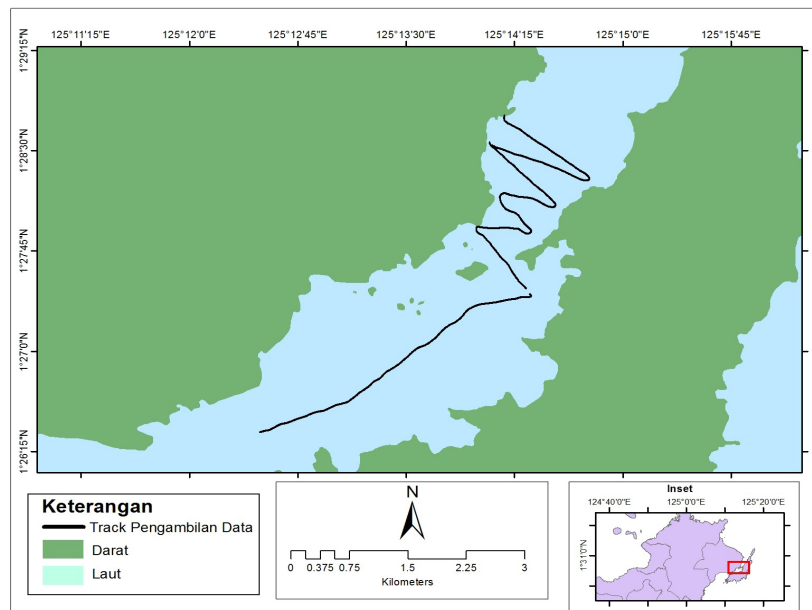 125°11'15"E 125°12'0"E 125°12'45"E 125°13'30"E 125°14'15"E 125°15'0"E 125°15'45"E
1°29'15"N
1°28'30"N
1°27'45"N
1°27'0"N
1°26'15"N
Keterangan
Track Pengambilan Data
Darat
Laut
N
0 0.375 0.75 1.5 2.25 3
Kilometers
Inset
124°40'0"E 125°0'0"E 125°20'0"E
1°31'0"N